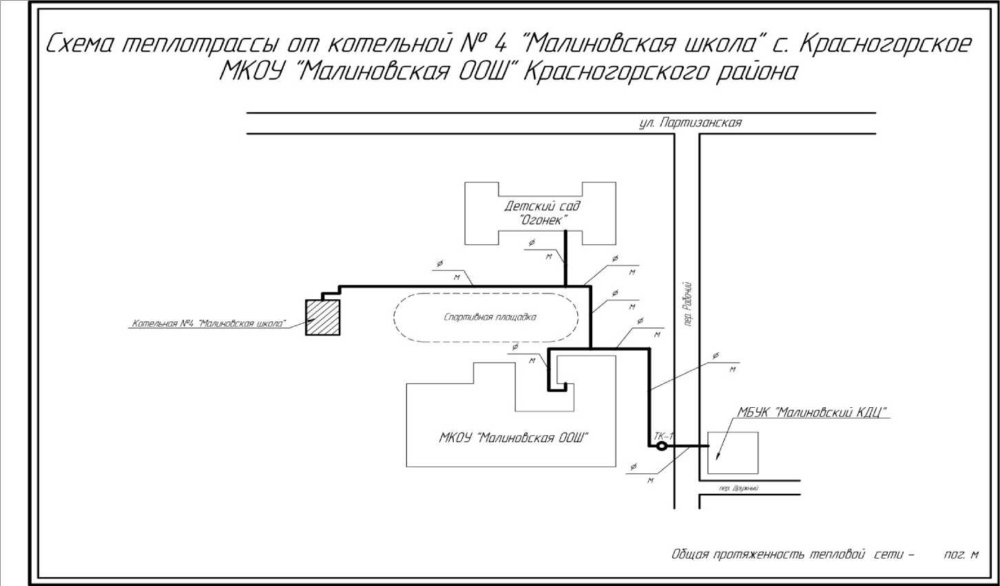 Схема теплотрассы от котельной № 4 "Малиновская школа" с. Красногорское
МКОУ "Малиновская ООШ" Красногорского района
ул. Партизанская
Детский сад
"Огонек"
ø
м
ø
м
ø
м
ø
м
пер. Рабочий
Спортивная площадка
Котельная №4 "Малиновская школа"
ø
м
ø
м
ø
м
МБУК "Малиновский КДЦ"
МКОУ "Малиновская ООШ"
ТК-1
ø
м
пер. Дружный
Общая протяженность тепловой сети - пог. м